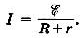 I = ℰ / (R + r).